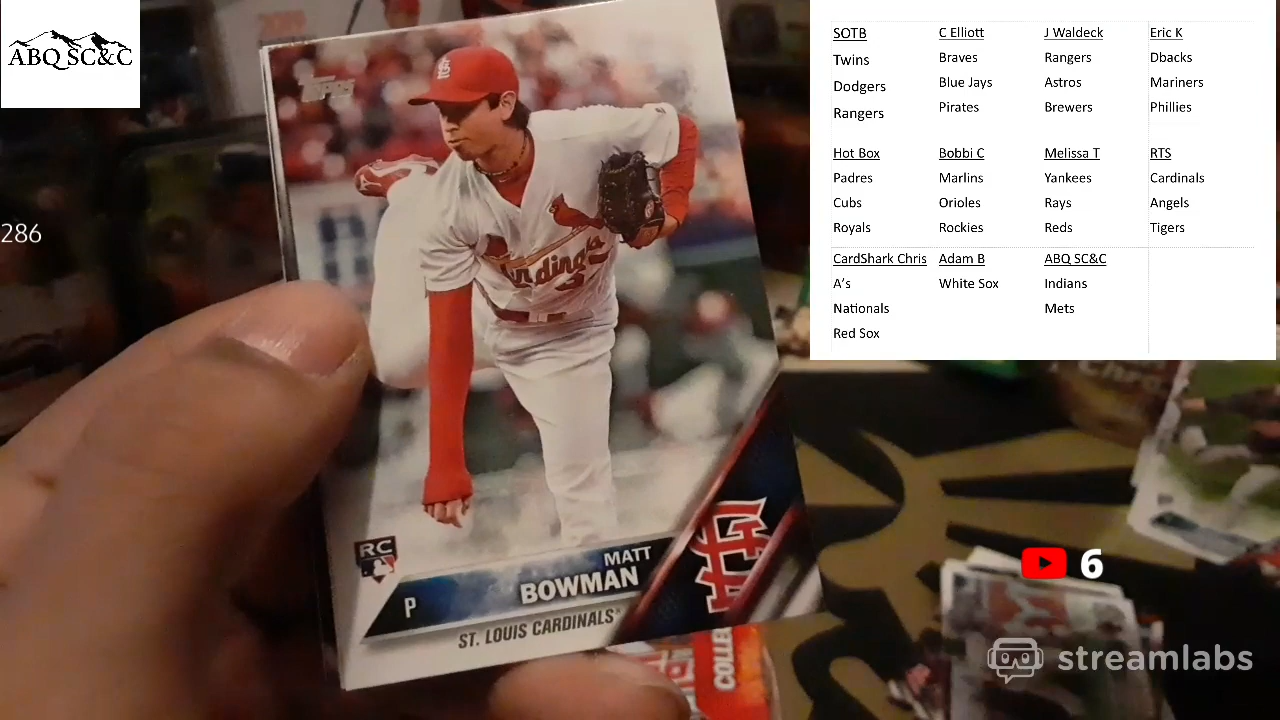 ABQ SC&C
286
SOTB
Twins
Dodgers
Rangers
C Elliott
Braves
Blue Jays
Pirates
J Waldeck
Rangers
Astros
Brewers
Eric K
Dbacks
Mariners
Phillies
Hot Box
Padres
Cubs
Royals
Bobbi C
Marlins
Orioles
Rockies
Melissa T
Yankees
Rays
Reds
RTS
Cardinals
Angels
Tigers
CardShark Chris
A's
Nationals
Red Sox
Adam B
White Sox
ABQ SC&C
Indians
Mets
Topps
Cardinals
RC
MATT
P BOWMAN
ST. LOUIS CARDINALS
STL
COLLE
6
streamlabs